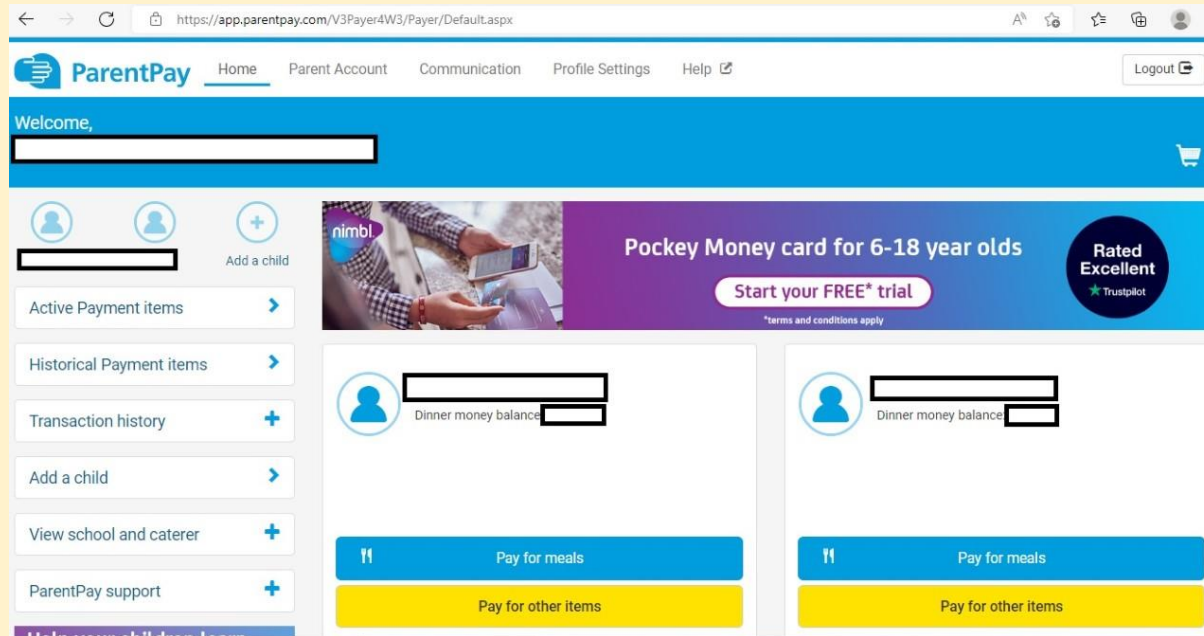 https://app.parentpay.com/V3Payer4W3/Payer/Default.aspx
ParentPay Home Parent Account Communication Profile Settings Help Logout
Welcome,
nimbl.
Pockey Money card for 6-18 year olds
Start your FREE* trial
*terms and conditions apply
Rated
Excellent
Trustpilot
Add a child
Active Payment items
Historical Payment items
Transaction history
Add a child
View school and caterer
ParentPay support
Help your children learn
Dinner money balance
Pay for meals
Pay for other items
Dinner money balance:
Pay for meals
Pay for other items